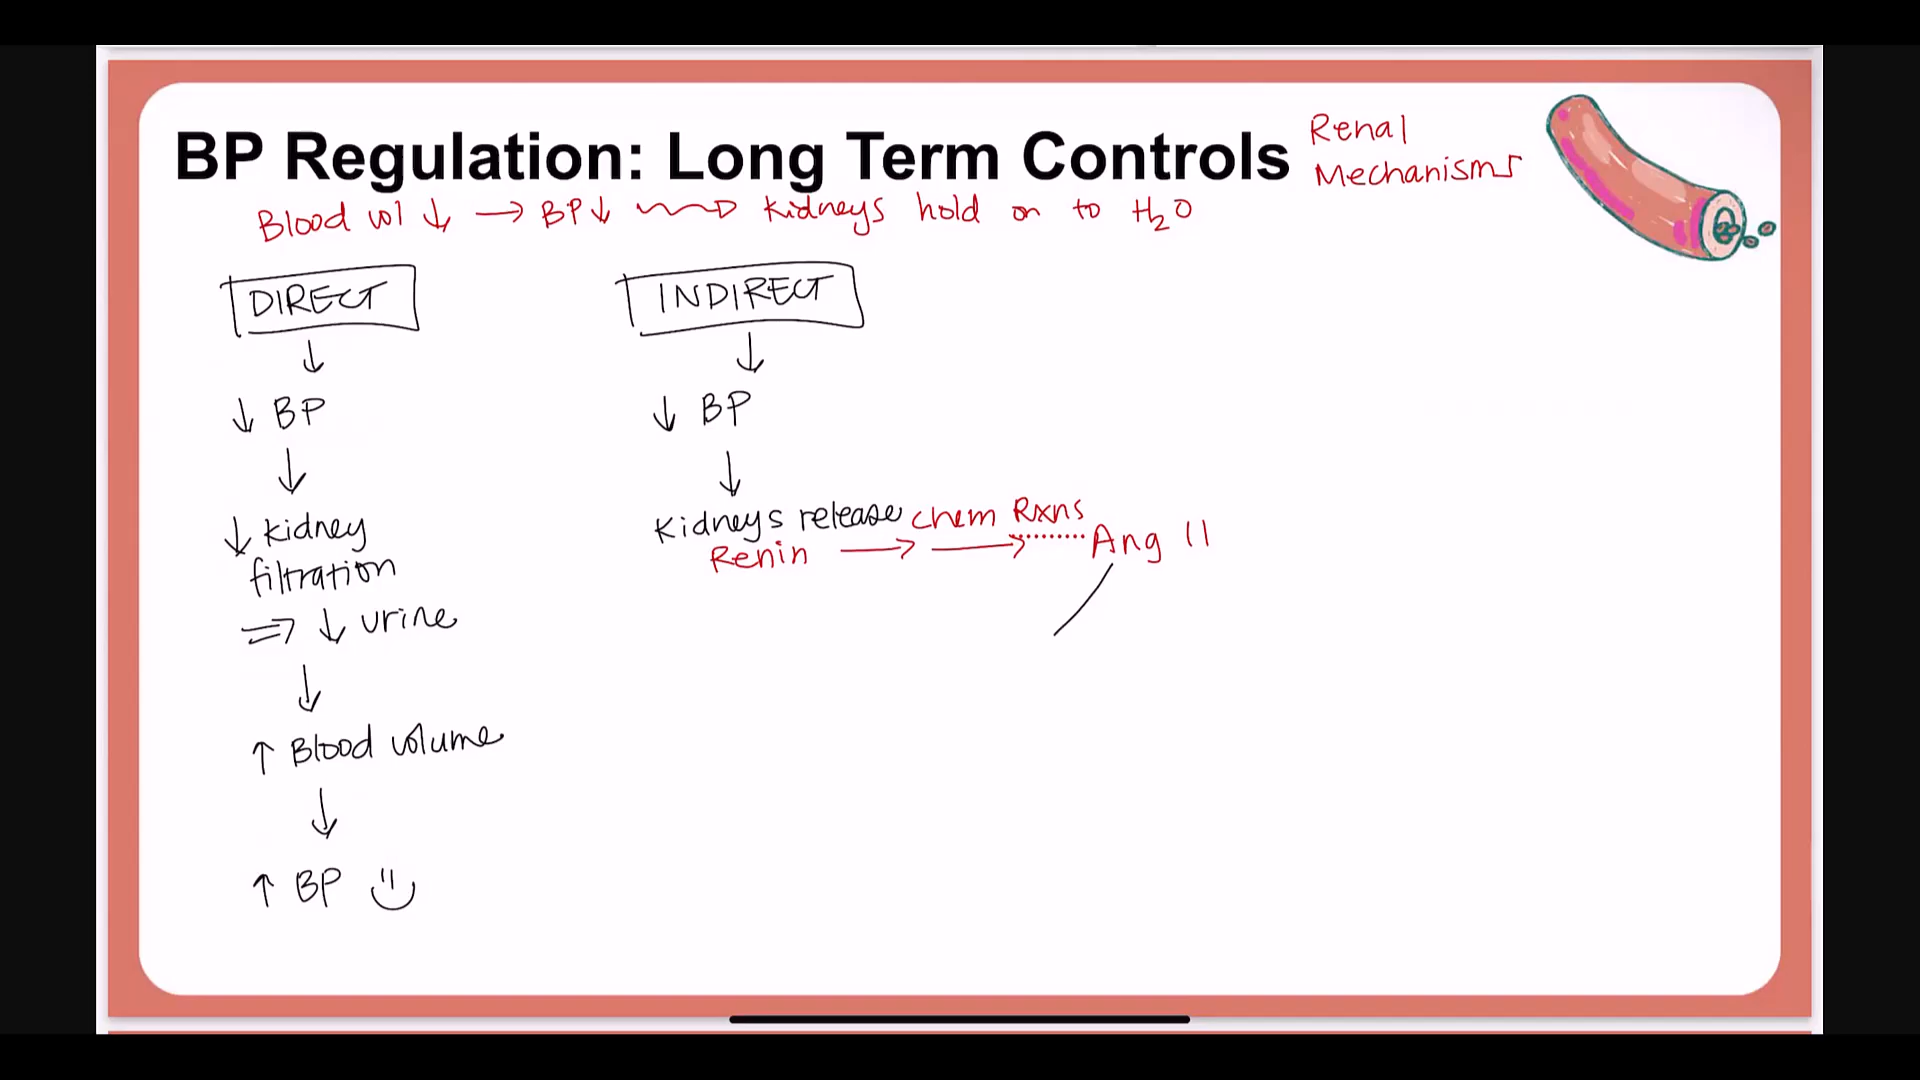 BP Regulation: Long Term Controls
Renal
Mechanisms
Blood vol ↓ → BP↓ → Kidneys hold on to H₂O
DIRECT
↓
↓ BP
↓
↓ kidney
filtration
⇒ ↓ urine
↓
↑ Blood volume
↓
↑ BP
INDIRECT
↓
↓ BP
↓
Kidneys release chem Rxns
Renin → → Ang II